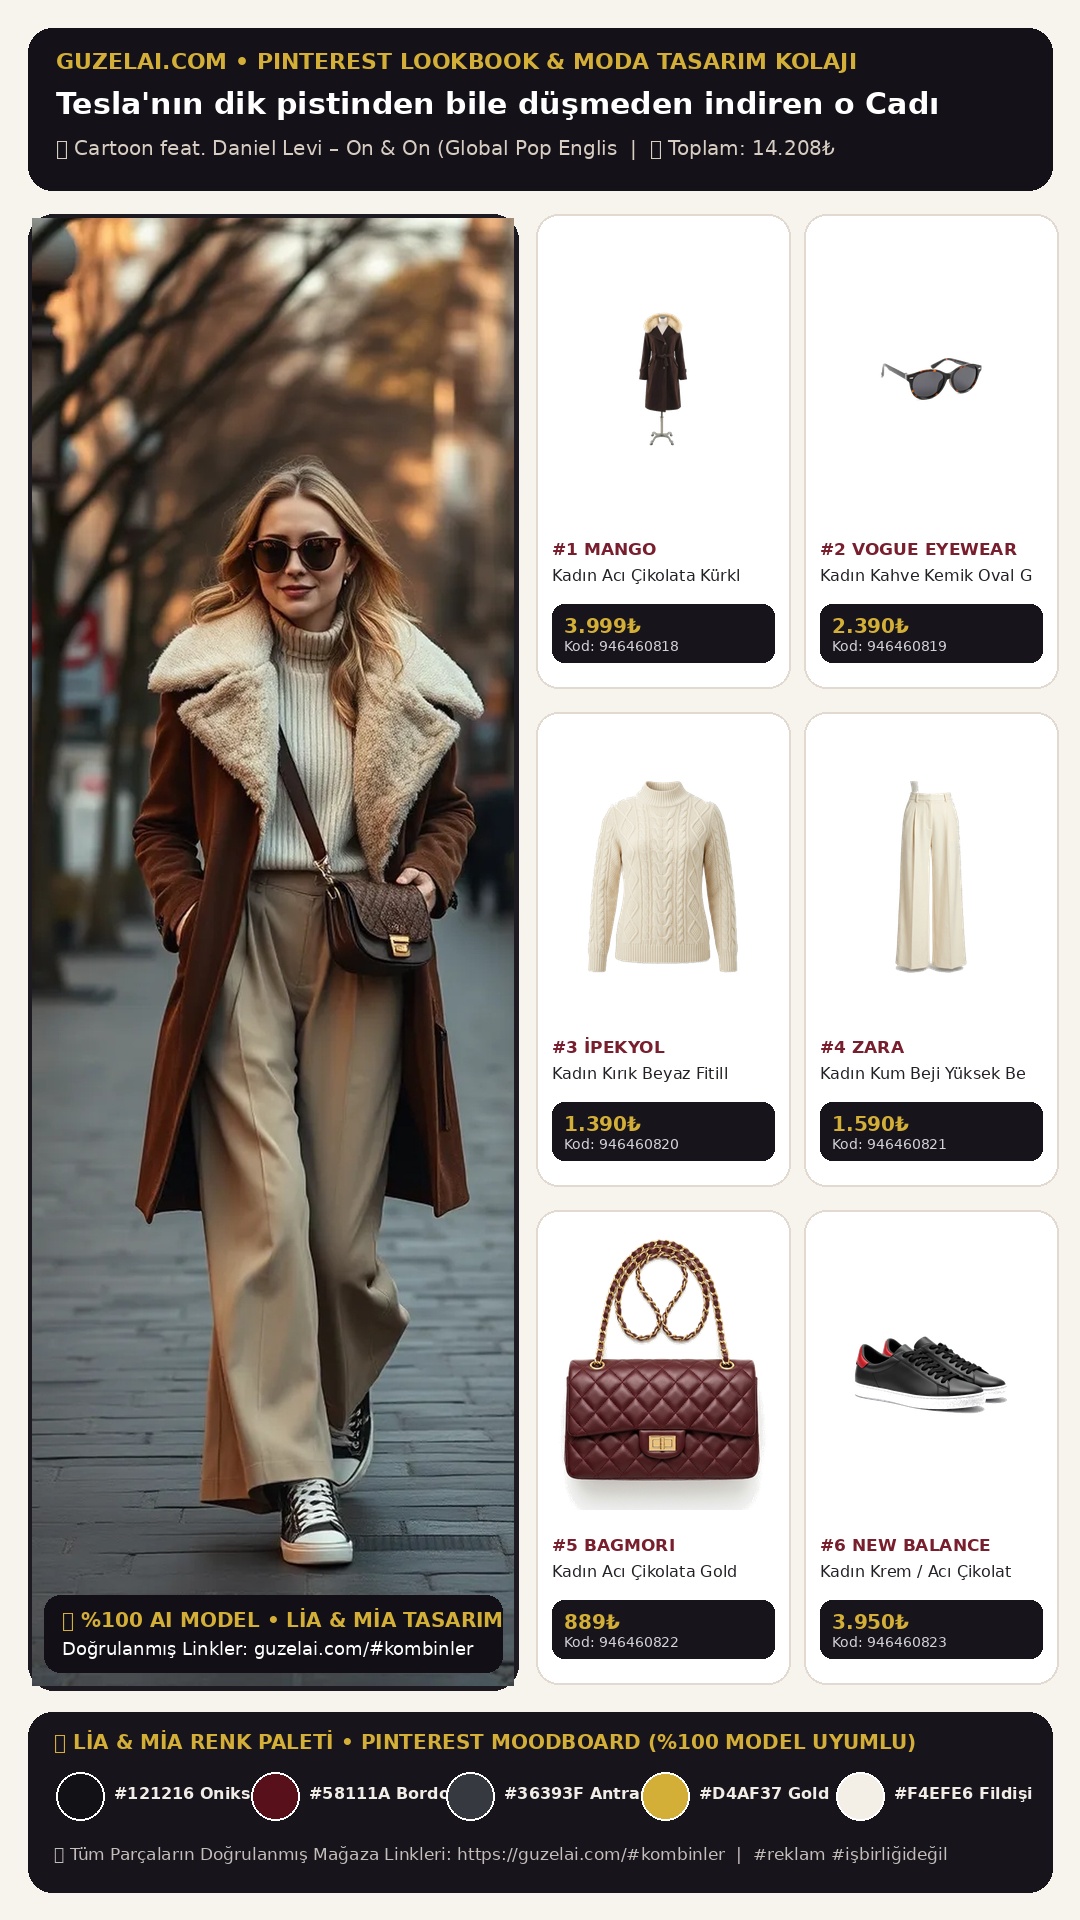 GUZELAI.COM • PINTEREST LOOKBOOK & MODA TASARIM KOLAJI
Tesla'nın dik pistinden bile düşmeden indiren o Cadı
Cartoon feat. Daniel Levi – On & On (Global Pop Englis | Toplam: 14.208₺
#1 MANGO
Kadın Acı Çikolata Kürkl
3.999₺
Kod: 946460818
#2 VOGUE EYEWEAR
Kadın Kahve Kemik Oval G
2.390₺
Kod: 946460819
#3 İPEKYOL
Kadın Kırık Beyaz Fitill
1.390₺
Kod: 946460820
#4 ZARA
Kadın Kum Beji Yüksek Be
1.590₺
Kod: 946460821
#5 BAGMORI
Kadın Acı Çikolata Gold
889₺
Kod: 946460822
#6 NEW BALANCE
Kadın Krem / Acı Çikolat
3.950₺
Kod: 946460823
%100 AI MODEL • LİA & MİA TASARIM
Doğrulanmış Linkler: guzelai.com/#kombinler
LİA & MİA RENK PALETİ • PINTEREST MOODBOARD (%100 MODEL UYUMLU)
#121216 Oniks #58111A Bordo #36393F Antra #D4AF37 Gold #F4EFE6 Fildişi
Tüm Parçaların Doğrulanmış Mağaza Linkleri: https://guzelai.com/#kombinler | #reklam #işbirliğideğil